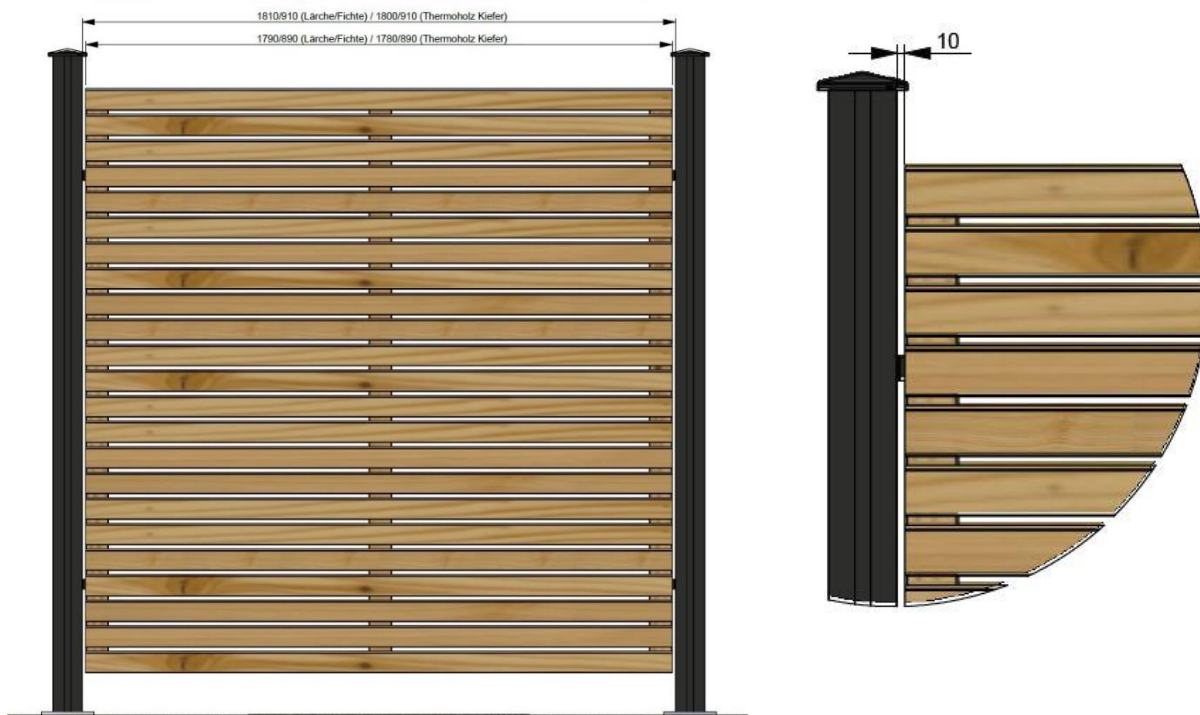 1810/910 (Lärche/Fichte) / 1800/910 (Thermoholz Kiefer)
1790/890 (Lärche/Fichte) / 1780/890 (Thermoholz Kiefer)
10